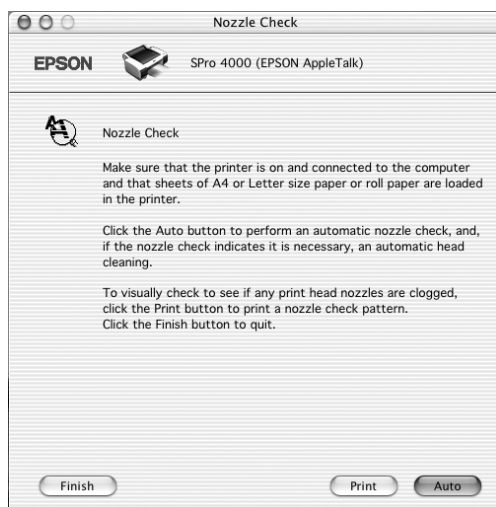 Nozzle Check
EPSON
SPro 4000 (EPSON AppleTalk)
Nozzle Check
Make sure that the printer is on and connected to the computer
and that sheets of A4 or Letter size paper or roll paper are loaded
in the printer.
Click the Auto button to perform an automatic nozzle check, and,
if the nozzle check indicates it is necessary, an automatic head
cleaning.
To visually check to see if any print head nozzles are clogged,
click the Print button to print a nozzle check pattern.
Click the Finish button to quit.
Finish
Print
Auto